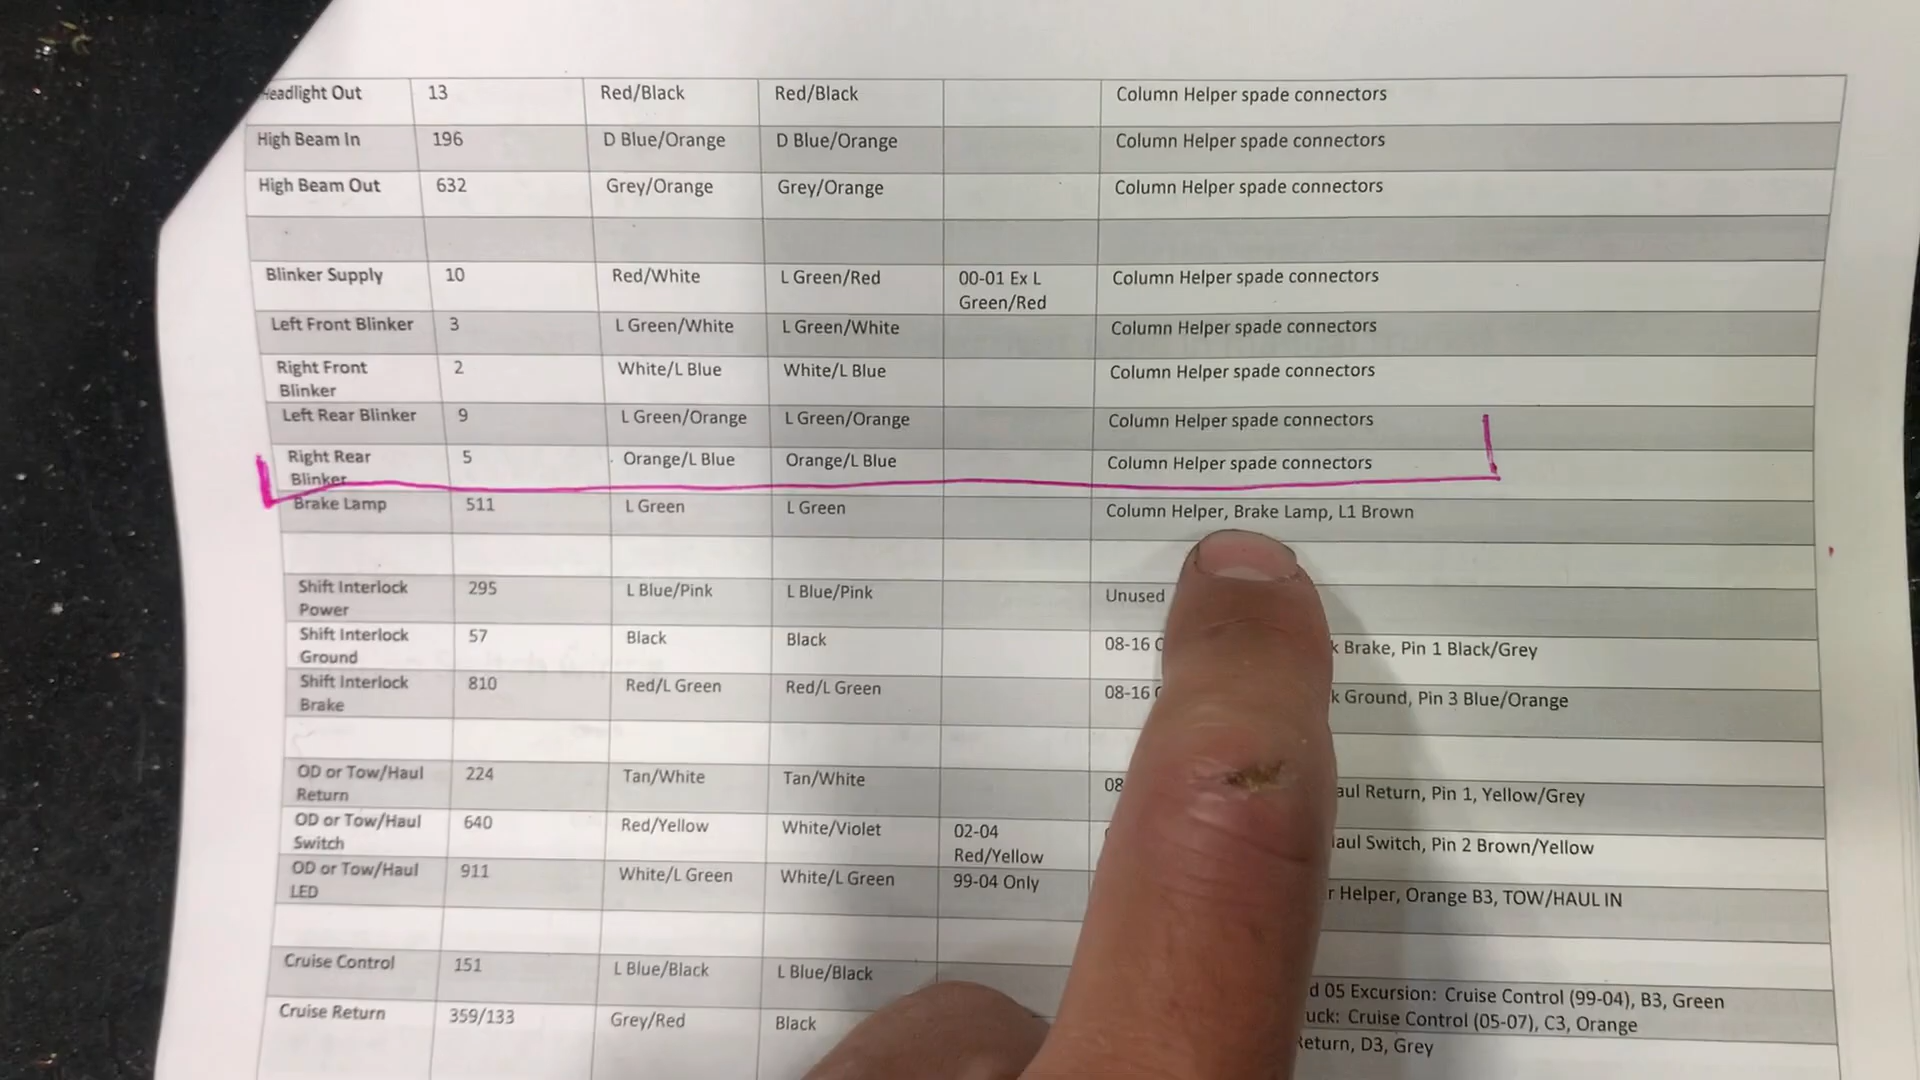 eadlight Out 13 Red/Black Red/Black Column Helper spade connectors
High Beam In 196 D Blue/Orange D Blue/Orange Column Helper spade connectors
High Beam Out 632 Grey/Orange Grey/Orange Column Helper spade connectors
Blinker Supply 10 Red/White L Green/Red 00-01 Ex L Column Helper spade connectors
Green/Red
Left Front Blinker 3 L Green/White L Green/White Column Helper spade connectors
Right Front 2 White/L Blue White/L Blue Column Helper spade connectors
Blinker
Left Rear Blinker 9 L Green/Orange L Green/Orange Column Helper spade connectors
Right Rear 5 Orange/L Blue Orange/L Blue Column Helper spade connectors
Blinker
Brake Lamp 511 L Green L Green Column Helper, Brake Lamp, L1 Brown
Shift Interlock 295 L Blue/Pink L Blue/Pink Unused
Power
Shift Interlock 57 Black Black 08-16 k Brake, Pin 1 Black/Grey
Ground
Shift Interlock 810 Red/L Green Red/L Green 08-16 k Ground, Pin 3 Blue/Orange
Brake
OD or Tow/Haul 224 Tan/White Tan/White 08 aul Return, Pin 1, Yellow/Grey
Return
OD or Tow/Haul 640 Red/Yellow White/Violet 02-04 aul Switch, Pin 2 Brown/Yellow
Switch Red/Yellow
OD or Tow/Haul 911 White/L Green White/L Green 99-04 Only r Helper, Orange B3, TOW/HAUL IN
LED
Cruise Control 151 L Blue/Black L Blue/Black d 05 Excursion: Cruise Control (99-04), B3, Green
uck: Cruise Control (05-07), C3, Orange
Cruise Return 359/133 Grey/Red Black Return, D3, Grey